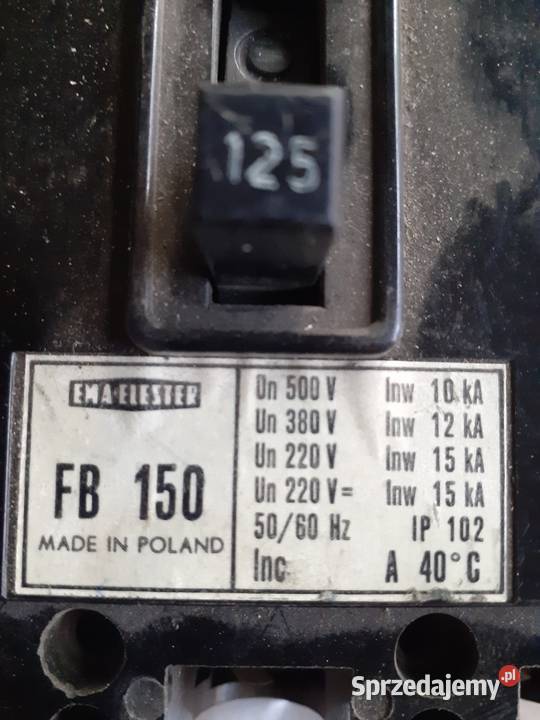 125
EMA-ELESTER
FB 150
MADE IN POLAND
Un 500 V Inw 10 kA
Un 380 V Inw 12 kA
Un 220 V Inw 15 kA
Un 220 V= Inw 15 kA
50/60 Hz IP 102
Inc A 40°C
Sprzedajemy.pl